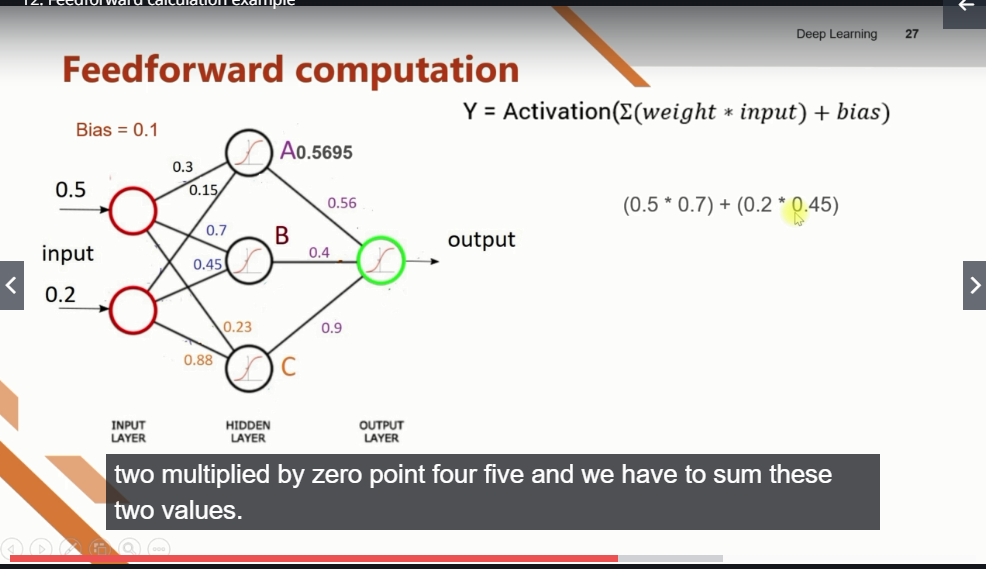 12. Feedforward calculation example
Deep Learning 27
Feedforward computation
Y = Activation(Σ(weight * input) + bias)
Bias = 0.1
0.3
A0.5695
0.5
0.15
0.56
(0.5 * 0.7) + (0.2 * 0.45)
0.7
B
output
input
0.4
0.45
0.2
0.23
0.9
0.88
C
INPUT
LAYER
HIDDEN
LAYER
OUTPUT
LAYER
two multiplied by zero point four five and we have to sum these
two values.